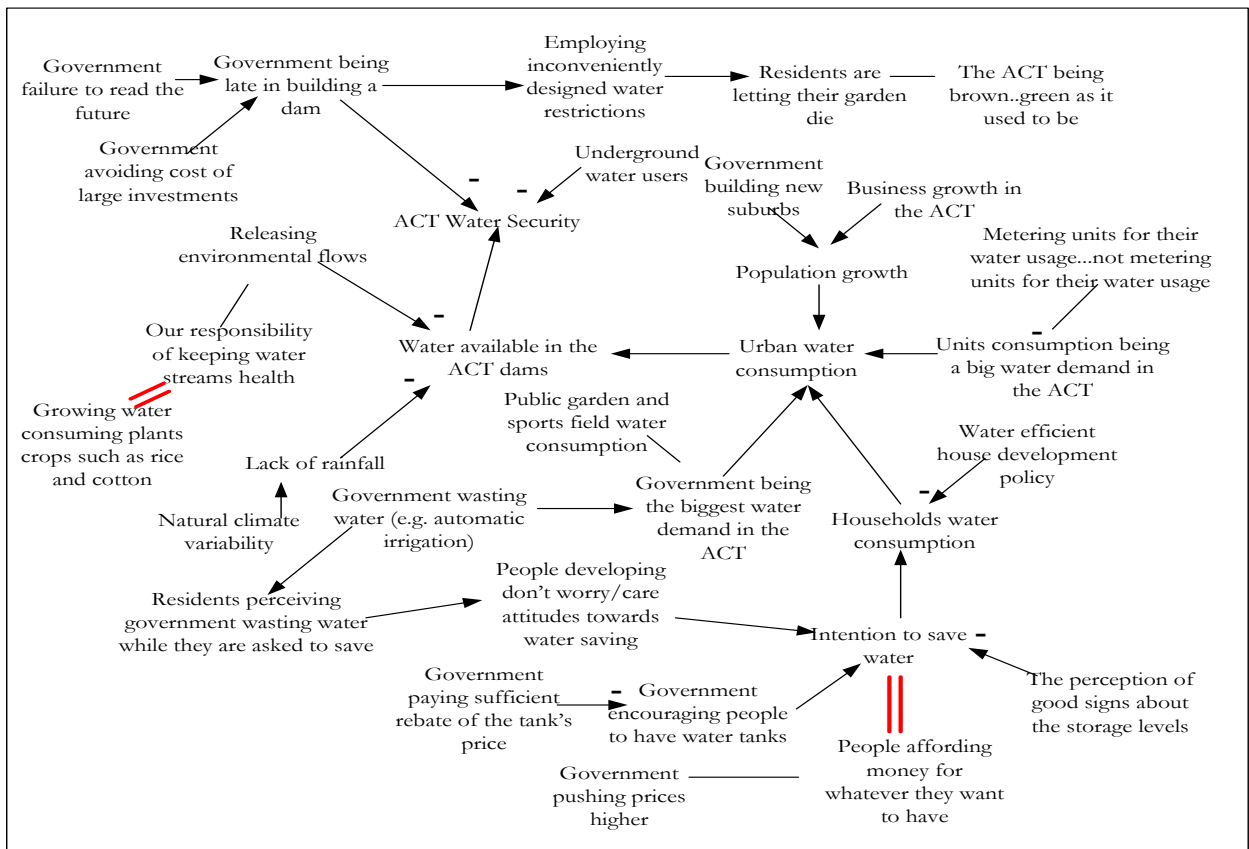 Government
failure to read the
future
Government being
late in building a
dam
Employing
inconveniently
designed water
restrictions
Residents are
letting their garden
die
The ACT being
brown..green as it
used to be
Government
avoiding cost of
large investments
Underground
water users
Government
building new
suburbs
Business growth in
the ACT
-
-
ACT Water Security
Releasing
environmental flows
Population growth
Metering units for their
water usage...not metering
units for their water usage
-
Our responsibility
of keeping water
streams health
Water available in the
ACT dams
-
Urban water
consumption
-
Units consumption being
a big water demand in
the ACT
Growing water
consuming plants
crops such as rice
and cotton
Public garden and
sports field water
consumption
Water efficient
house development
policy
Lack of rainfall
Natural climate
variability
Government wasting
water (e.g. automatic
irrigation)
Government being
the biggest water
demand in the
ACT
-
Households water
consumption
Residents perceiving
government wasting water
while they are asked to save
People developing
don't worry/care
attitudes towards
water saving
Intention to save -
water
Government
paying sufficient
rebate of the tank's
price
-
Government
encouraging people
to have water tanks
The perception of
good signs about
the storage levels
Government
pushing prices
higher
People affording
money for
whatever they want
to have